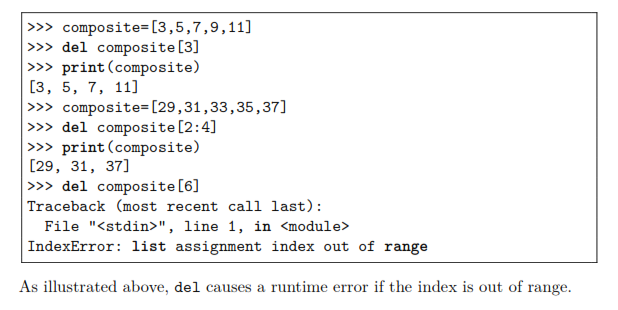 >>> composite=[3,5,7,9,11]
>>> del composite[3]
>>> print(composite)
[3, 5, 7, 11]
>>> composite=[29,31,33,35,37]
>>> del composite[2:4]
>>> print(composite)
[29, 31, 37]
>>> del composite[6]
Traceback (most recent call last):
  File "<stdin>", line 1, in <module>
IndexError: list assignment index out of range
As illustrated above, del causes a runtime error if the index is out of range.